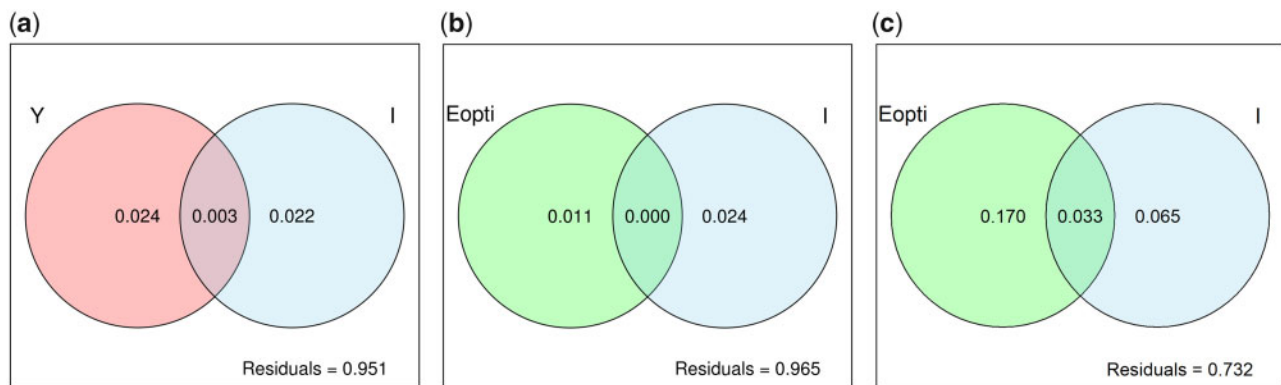 (a)
Y
I
0.024
0.003
0.022
Residuals = 0.951
(b)
Eopti
I
0.011
0.000
0.024
Residuals = 0.965
(c)
Eopti
I
0.170
0.033
0.065
Residuals = 0.732